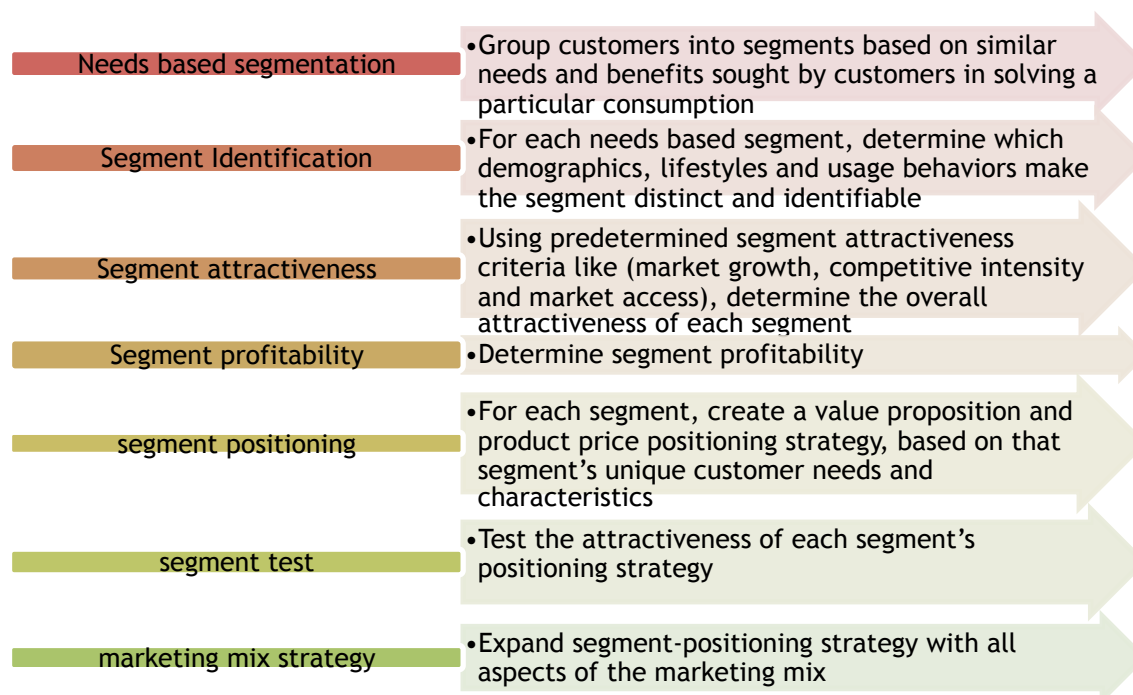 Needs based segmentation
•Group customers into segments based on similar
needs and benefits sought by customers in solving a
particular consumption
Segment Identification
•For each needs based segment, determine which
demographics, lifestyles and usage behaviors make
the segment distinct and identifiable
Segment attractiveness
•Using predetermined segment attractiveness
criteria like (market growth, competitive intensity
and market access), determine the overall
attractiveness of each segment
Segment profitability
•Determine segment profitability
segment positioning
•For each segment, create a value proposition and
product price positioning strategy, based on that
segment’s unique customer needs and
characteristics
segment test
•Test the attractiveness of each segment’s
positioning strategy
marketing mix strategy
•Expand segment-positioning strategy with all
aspects of the marketing mix